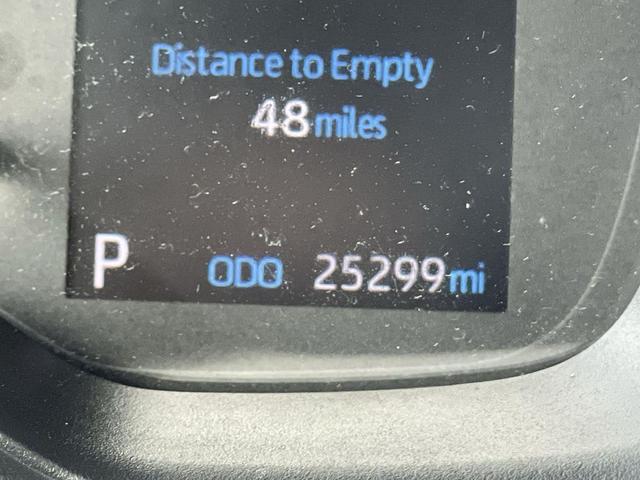 Distance to Empty
48 miles
P ODO 25299 mi